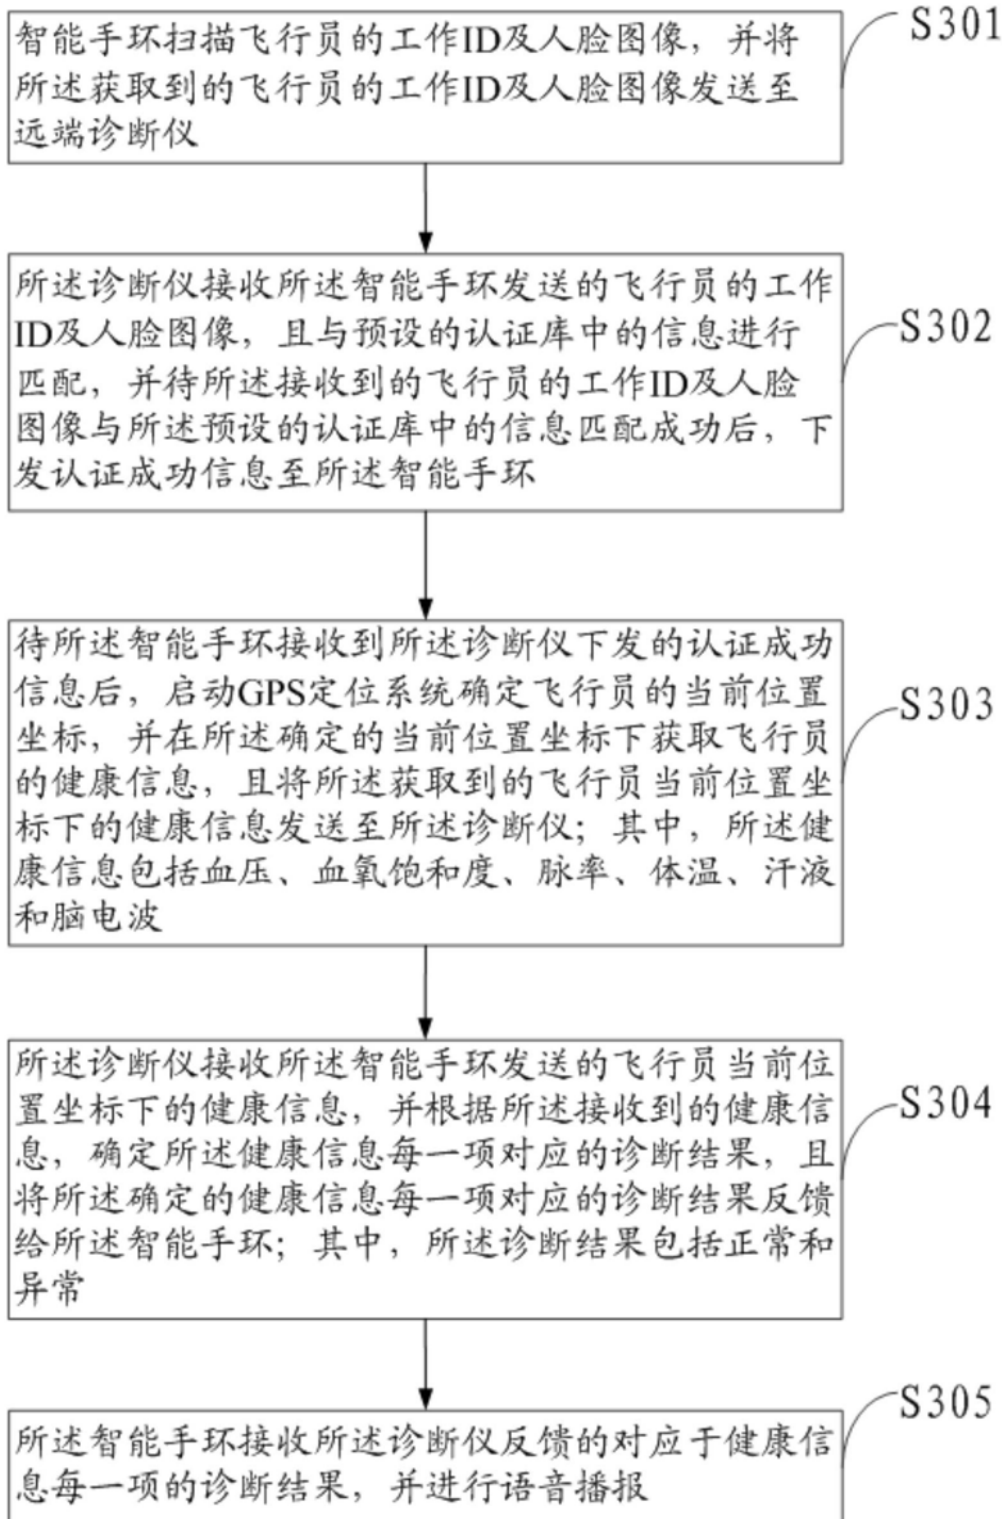 智能手环扫描飞行员的工作ID及人脸图像，并将
所述获取到的飞行员的工作ID及人脸图像发送至
远端诊断仪
S301
所述诊断仪接收所述智能手环发送的飞行员的工作
ID及人脸图像，且与预设的认证库中的信息进行
匹配，并待所述接收到的飞行员的工作ID及人脸
图像与所述预设的认证库中的信息匹配成功后，下
发认证成功信息至所述智能手环
S302
待所述智能手环接收到所述诊断仪下发的认证成功
信息后，启动GPS定位系统确定飞行员的当前位置
坐标，并在所述确定的当前位置坐标下获取飞行员
的健康信息，且将所述获取到的飞行员当前位置坐
标下的健康信息发送至所述诊断仪；其中，所述健
康信息包括血压、血氧饱和度、脉率、体温、汗液
和脑电波
S303
所述诊断仪接收所述智能手环发送的飞行员当前位
置坐标下的健康信息，并根据所述接收到的健康信
息，确定所述健康信息每一项对应的诊断结果，且
将所述确定的健康信息每一项对应的诊断结果反馈
给所述智能手环；其中，所述诊断结果包括正常和
异常
S304
所述智能手环接收所述诊断仪反馈的对应于健康信
息每一项的诊断结果，并进行语音播报
S305